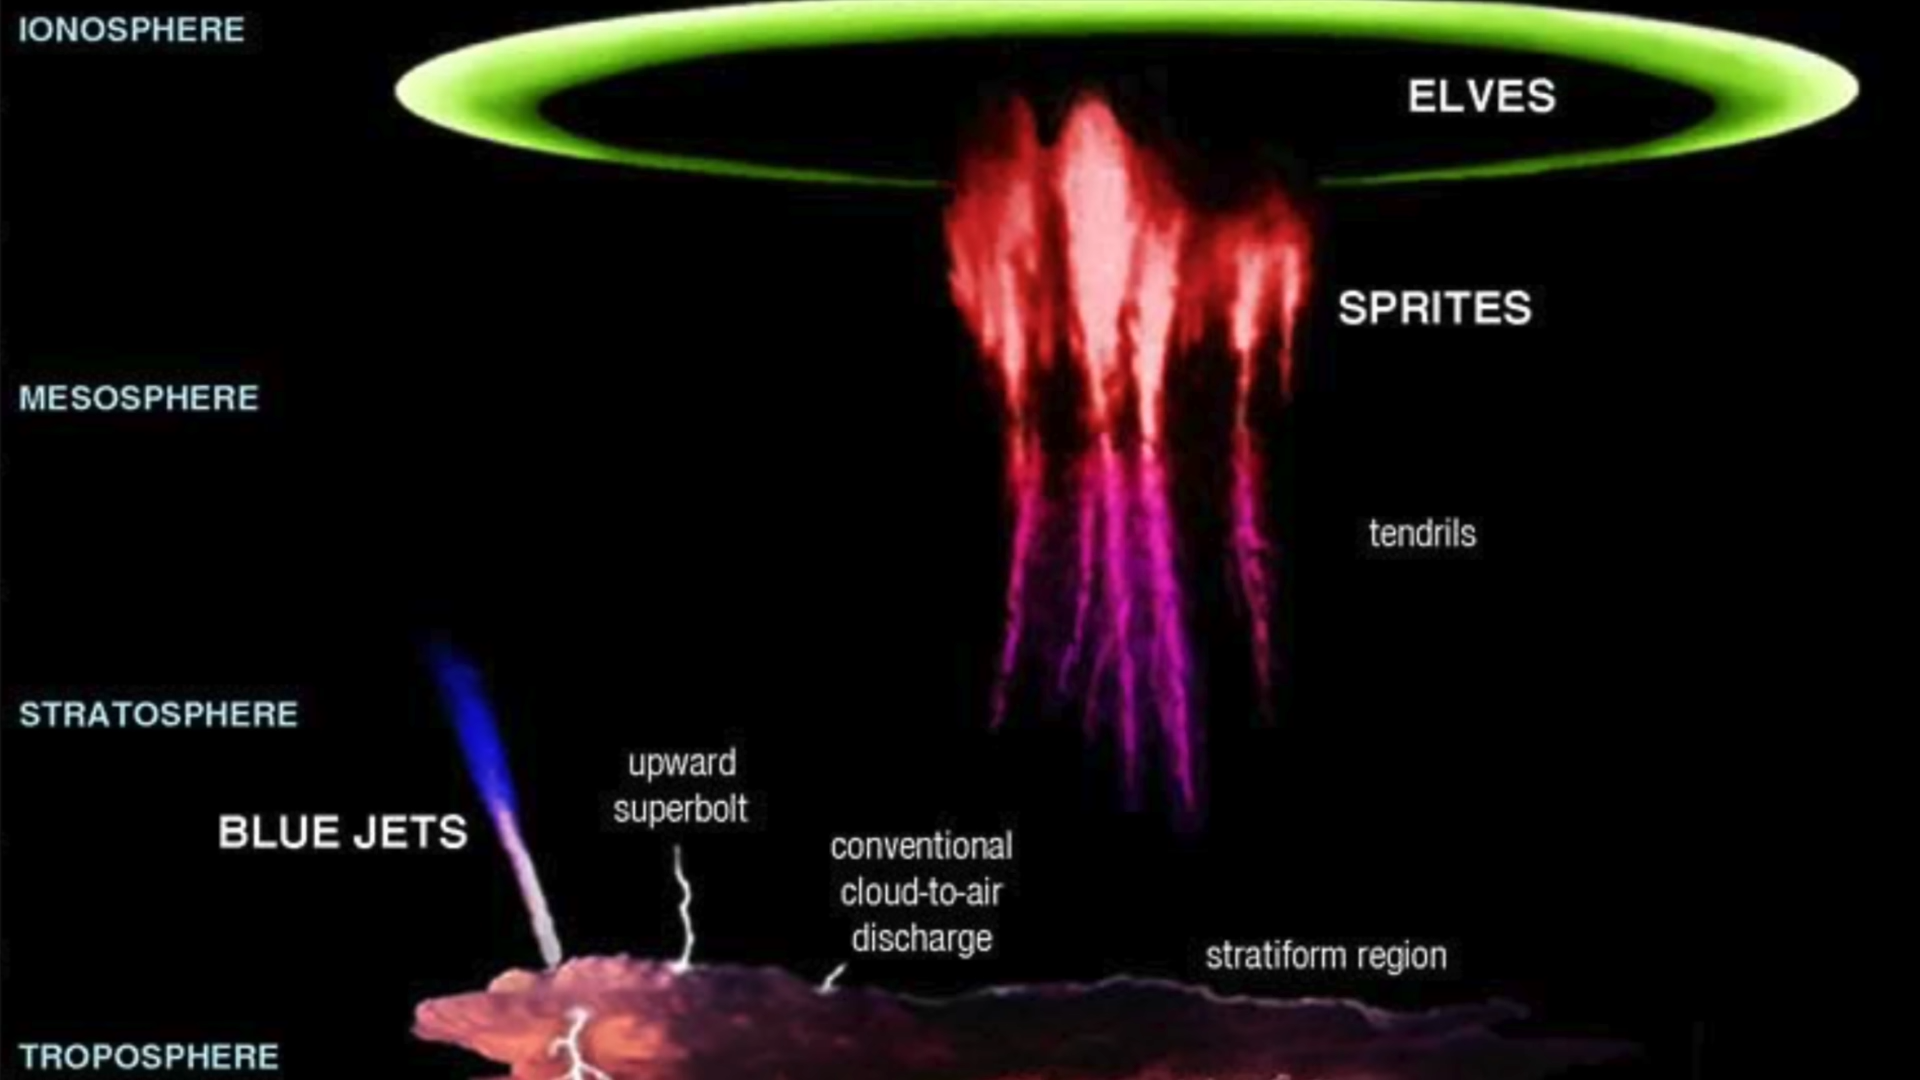 IONOSPHERE
ELVES
SPRITES
MESOSPHERE
tendrils
STRATOSPHERE
upward
superbolt
BLUE JETS
conventional
cloud-to-air
discharge
stratiform region
TROPOSPHERE